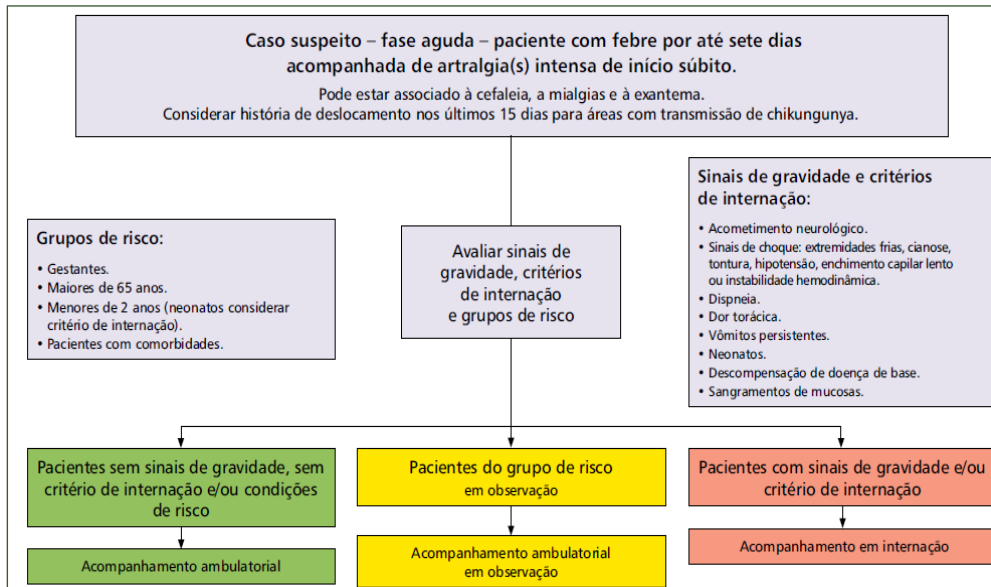 Caso suspeito – fase aguda – paciente com febre por até sete dias
acompanhada de artralgia(s) intensa de início súbito.
Pode estar associado à cefaleia, a mialgias e à exantema.
Considerar história de deslocamento nos últimos 15 dias para áreas com transmissão de chikungunya.
Grupos de risco:
• Gestantes.
• Maiores de 65 anos.
• Menores de 2 anos (neonatos considerar
critério de internação).
• Pacientes com comorbidades.
Avaliar sinais de
gravidade, critérios
de internação
e grupos de risco
Sinais de gravidade e critérios
de internação:
• Acometimento neurológico.
• Sinais de choque: extremidades frias, cianose,
tontura, hipotensão, enchimento capilar lento
ou instabilidade hemodinâmica.
• Dispneia.
• Dor torácica.
• Vômitos persistentes.
• Neonatos.
• Descompensação de doença de base.
• Sangramentos de mucosas.
Pacientes sem sinais de gravidade, sem
critério de internação e/ou condições
de risco
Acompanhamento ambulatorial
Pacientes do grupo de risco
em observação
Acompanhamento ambulatorial
em observação
Pacientes com sinais de gravidade e/ou
critério de internação
Acompanhamento em internação